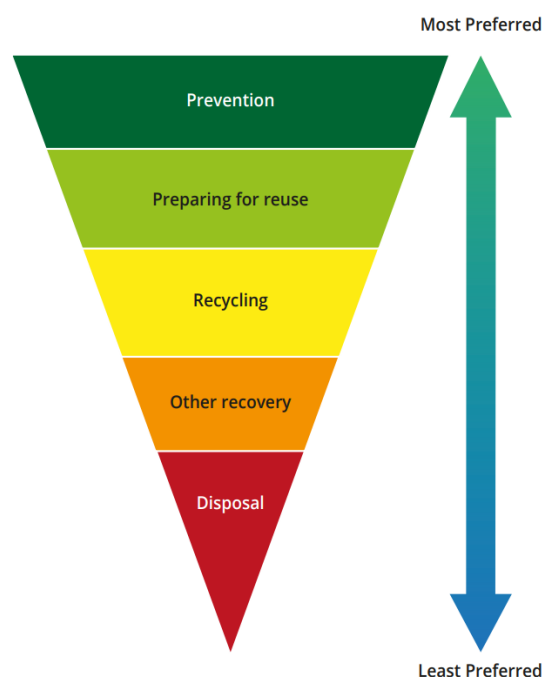 Most Preferred
Prevention
Preparing for reuse
Recycling
Other recovery
Disposal
Least Preferred